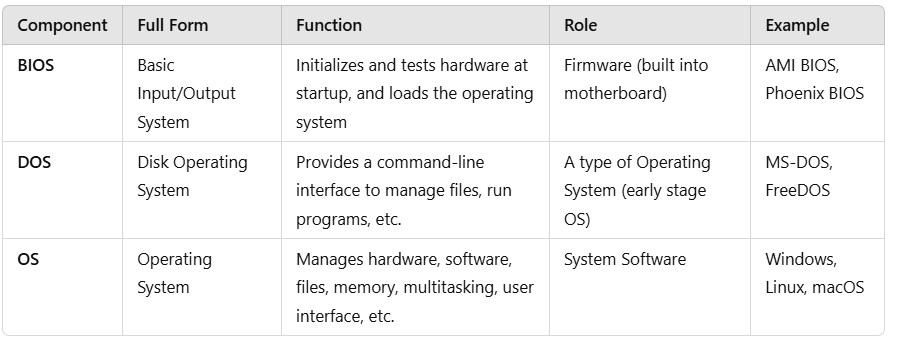 Component Full Form Function Role Example
BIOS Basic Input/Output System Initializes and tests hardware at startup, and loads the operating system Firmware (built into motherboard) AMI BIOS, Phoenix BIOS
DOS Disk Operating System Provides a command-line interface to manage files, run programs, etc. A type of Operating System (early stage OS) MS-DOS, FreeDOS
OS Operating System Manages hardware, software, files, memory, multitasking, user interface, etc. System Software Windows, Linux, macOS